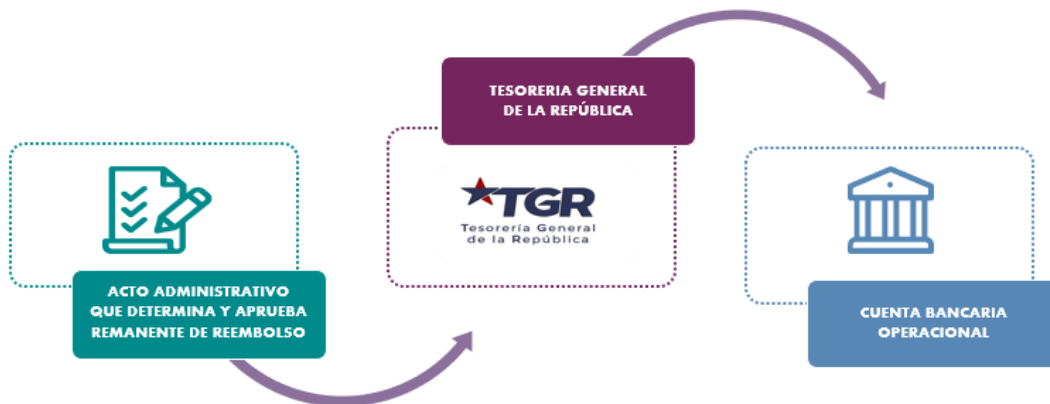 ACTO ADMINISTRATIVO
QUE DETERMINA Y APRUEBA
REMANENTE DE REEMBOLSO
TESORERIA GENERAL
DE LA REPÚBLICA
TGR
Tesorería General
de la República
CUENTA BANCARIA
OPERACIONAL